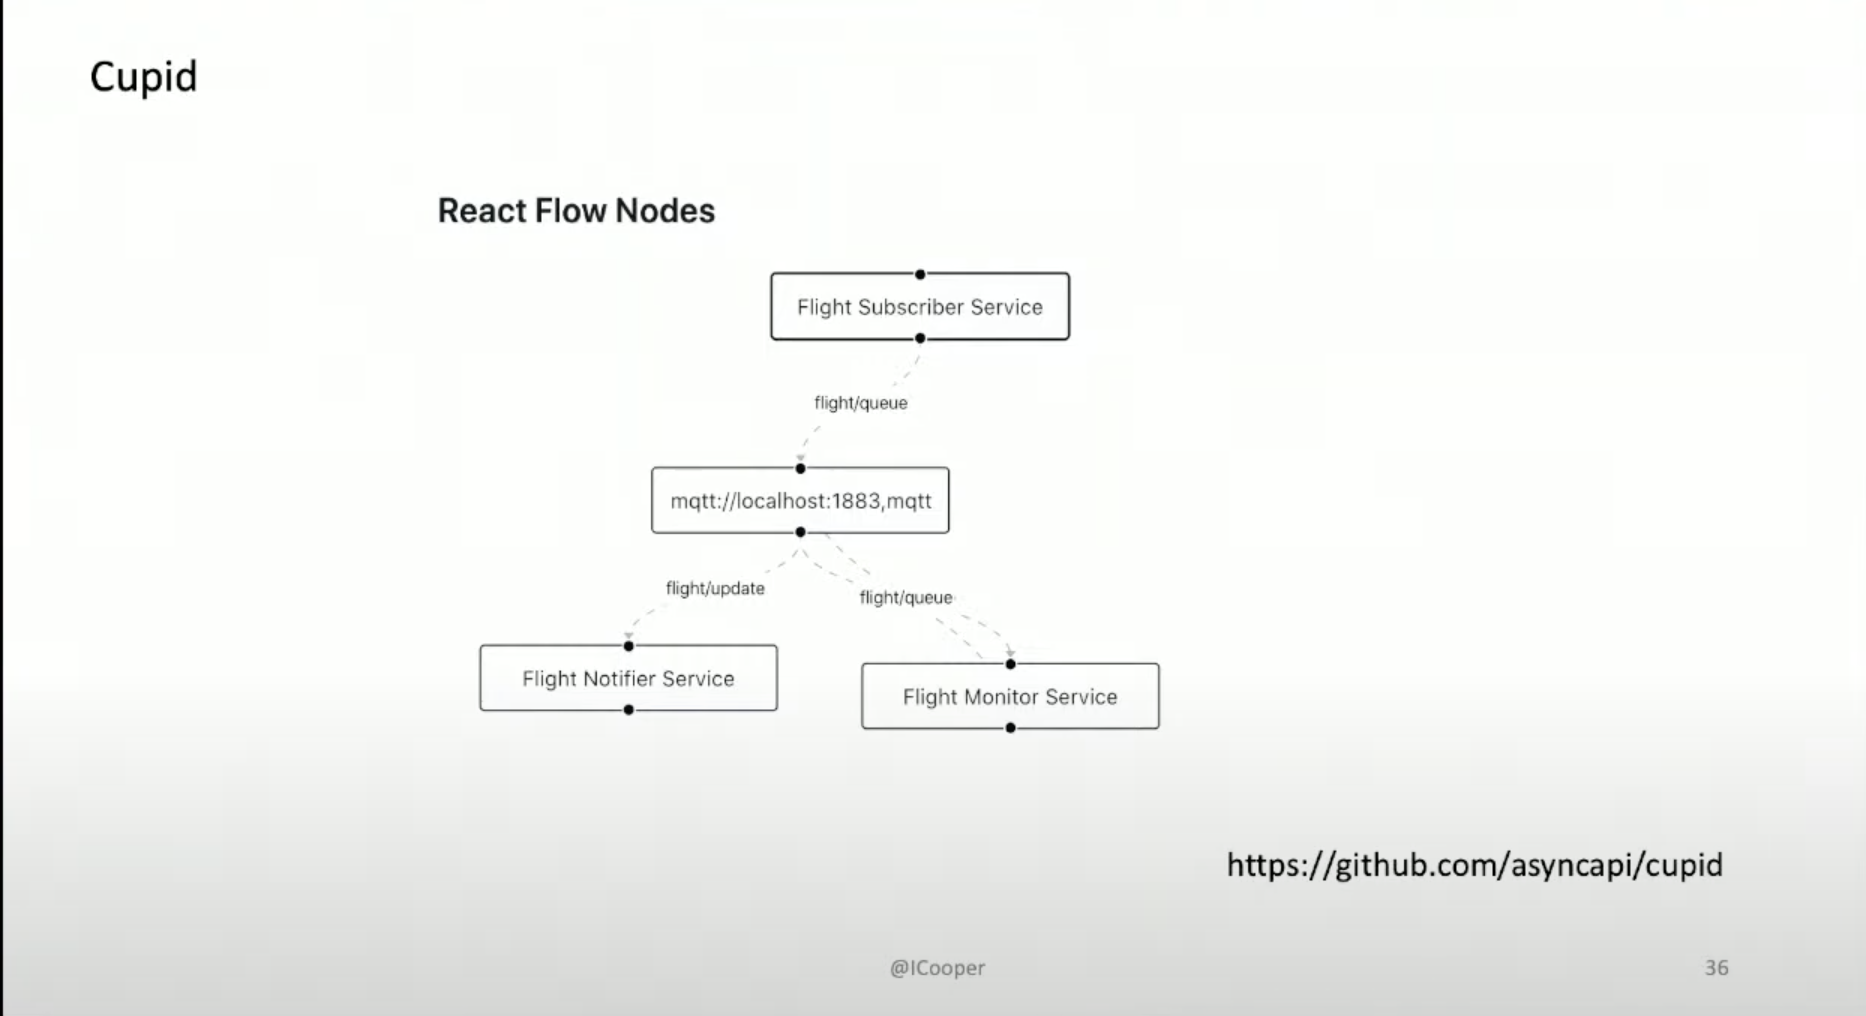 Cupid
React Flow Nodes
Flight Subscriber Service
flight/queue
mqtt://localhost:1883,mqtt
flight/update
flight/queue
Flight Notifier Service
Flight Monitor Service
https://github.com/asyncapi/cupid
@ICooper
36